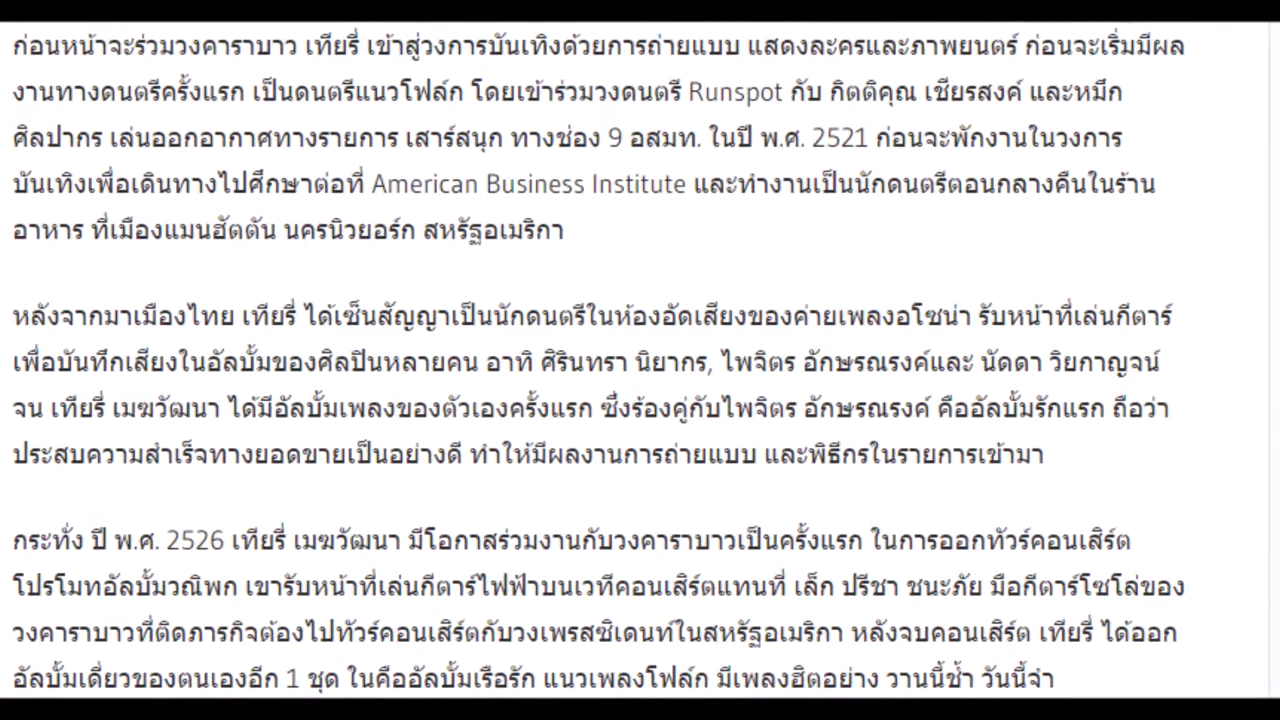 ก่อนหน้าจะร่วมวงคาราบาว เทียรี่ เข้าสู่วงการบันเทิงด้วยการถ่ายแบบ แสดงละครและภาพยนตร์ ก่อนจะเริ่มมีผล
งานทางดนตรีครั้งแรก เป็นดนตรีแนวโฟล์ก โดยเข้าร่วมวงดนตรี Runspot กับ กิตติคุณ เชียรสงค์ และหมึก
ศิลปากร เล่นออกอากาศทางรายการ เสาร์สนุก ทางช่อง 9 อสมท. ในปี พ.ศ. 2521 ก่อนจะพักงานในวงการ
บันเทิงเพื่อเดินทางไปศึกษาต่อที่ American Business Institute และทำงานเป็นนักดนตรีตอนกลางคืนในร้าน
อาหาร ที่เมืองแมนฮัตตัน นครนิวยอร์ก สหรัฐอเมริกา
หลังจากมาเมืองไทย เทียรี่ ได้เซ็นสัญญาเป็นนักดนตรีในห้องอัดเสียงของค่ายเพลงอโซน่า รับหน้าที่เล่นกีตาร์
เพื่อบันทึกเสียงในอัลบั้มของศิลปินหลายคน อาทิ ศิรินทรา นิยากร, ไพจิตร อักษรณรงค์และ นัดดา วิยกาญจน์
จน เทียรี่ เมฆวัฒนา ได้มีอัลบั้มเพลงของตัวเองครั้งแรก ซึ่งร้องคู่กับไพจิตร อักษรณรงค์ คืออัลบั้มรักแรก ถือว่า
ประสบความสำเร็จทางยอดขายเป็นอย่างดี ทำให้มีผลงานการถ่ายแบบ และพิธีกรในรายการเข้ามา
กระทั่ง ปี พ.ศ. 2526 เทียรี่ เมฆวัฒนา มีโอกาสร่วมงานกับวงคาราบาวเป็นครั้งแรก ในการออกทัวร์คอนเสิร์ต
โปรโมทอัลบั้มวณิพก เขารับหน้าที่เล่นกีตาร์ไฟฟ้าบนเวทีคอนเสิร์ตแทนที่ เล็ก ปรีชา ชนะภัย มือกีตาร์โซโล่ของ
วงคาราบาวที่ติดภารกิจต้องไปทัวร์คอนเสิร์ตกับวงเพรสซิเดนท์ในสหรัฐอเมริกา หลังจบคอนเสิร์ต เทียรี่ ได้ออก
อัลบั้มเดี่ยวของตนเองอีก 1 ชุด ในคืออัลบั้มเรือรัก แนวเพลงโฟล์ก มีเพลงฮิตอย่าง วานนี้ช้ำ วันนี้จำ